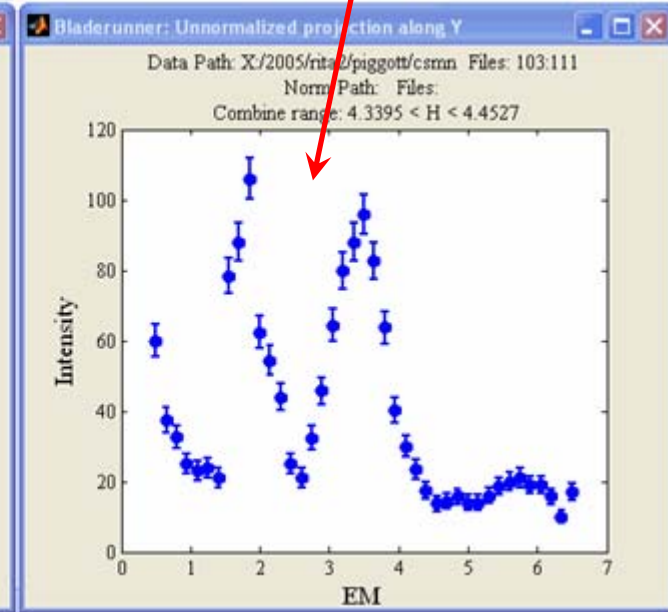 Bladerunner: Unnormalized projection along Y
Data Path: X:/2005/rita2/piggott/csmn Files: 103:111
Norm Path: Files:
Combine range: 4.3395 < H < 4.4527
120
100
80
60
40
20
0
Intensity
0 1 2 3 4 5 6 7
EM